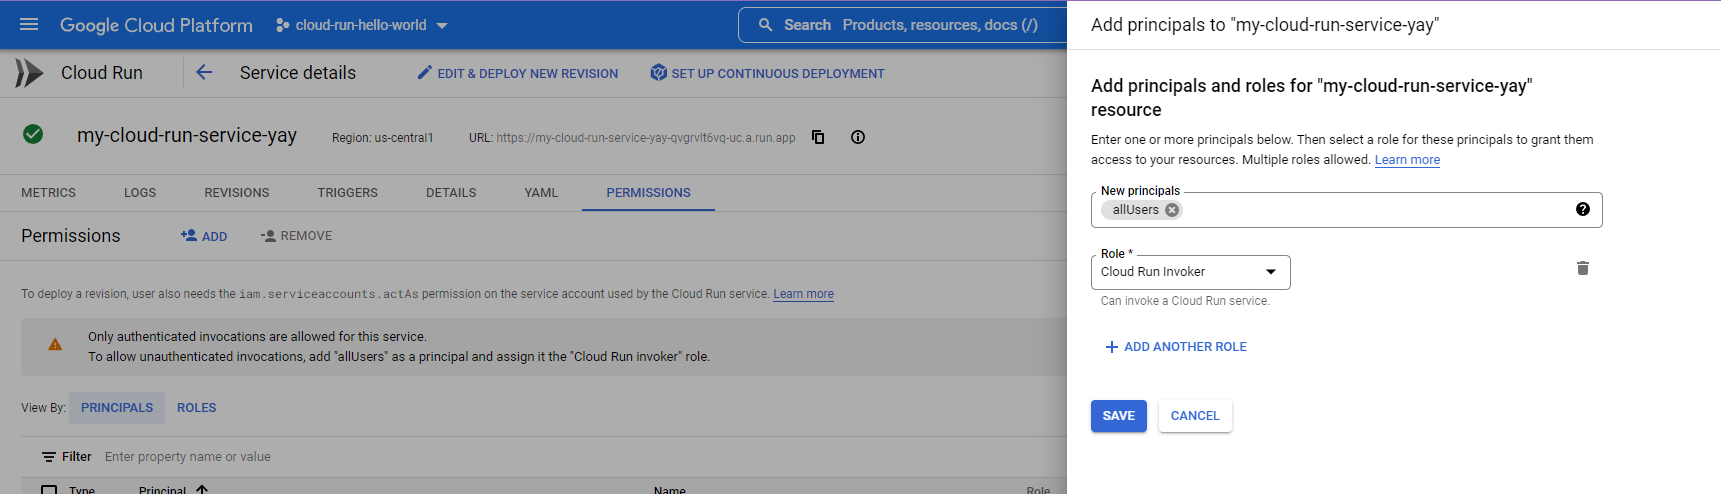 Google Cloud Platform
cloud-run-hello-world
Search Products, resources, docs (/)
Cloud Run
Service details
EDIT & DEPLOY NEW REVISION
SET UP CONTINUOUS DEPLOYMENT
my-cloud-run-service-yay
Region: us-central1
URL: https://my-cloud-run-service-yay-qvgrvlt6vq-uc.a.run.app
METRICS
LOGS
REVISIONS
TRIGGERS
DETAILS
YAML
PERMISSIONS
Permissions
ADD
REMOVE
To deploy a revision, user also needs the iam.serviceaccounts.actAs permission on the service account used by the Cloud Run service. Learn more
Only authenticated invocations are allowed for this service.
To allow unauthenticated invocations, add "allUsers" as a principal and assign it the "Cloud Run invoker" role.
View By:
PRINCIPALS
ROLES
Filter
Enter property name or value
Type
Principal
Name
Role
Add principals to "my-cloud-run-service-yay"
Add principals and roles for "my-cloud-run-service-yay"
resource
Enter one or more principals below. Then select a role for these principals to grant them
access to your resources. Multiple roles allowed. Learn more
New principals
allUsers
Role *
Cloud Run Invoker
Can invoke a Cloud Run service.
ADD ANOTHER ROLE
SAVE
CANCEL